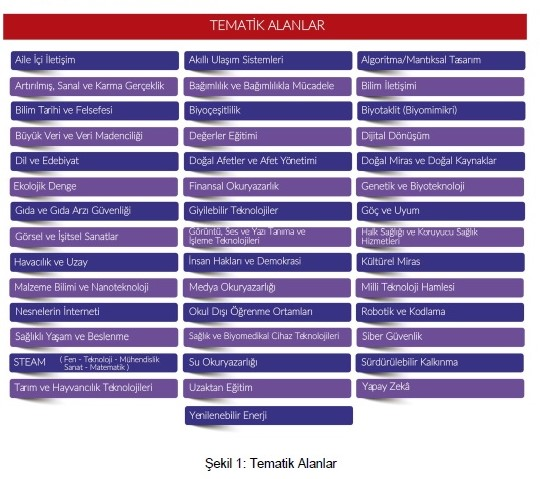 TEMATİK ALANLAR
Aile İçi İletişim
Akıllı Ulaşım Sistemleri
Algoritma/Mantıksal Tasarım
Artırılmış, Sanal ve Karma Gerçeklik
Bağımlılık ve Bağımlılıkla Mücadele
Bilim İletişimi
Bilim Tarihi ve Felsefesi
Biyoçeşitlilik
Biyotaklit (Biyomimikri)
Büyük Veri ve Veri Madenciliği
Değerler Eğitimi
Dijital Dönüşüm
Dil ve Edebiyat
Doğal Afetler ve Afet Yönetimi
Doğal Miras ve Doğal Kaynaklar
Ekolojik Denge
Finansal Okuryazarlık
Genetik ve Biyoteknoloji
Gıda ve Gıda Arzı Güvenliği
Giyilebilir Teknolojiler
Göç ve Uyum
Görsel ve İşitsel Sanatlar
Görüntü, Ses ve Yazı Tanıma ve
İşleme Teknolojileri
Halk Sağlığı ve Koruyucu Sağlık
Hizmetleri
Havacılık ve Uzay
İnsan Hakları ve Demokrasi
Kültürel Miras
Malzeme Bilimi ve Nanoteknoloji
Medya Okuryazarlığı
Milli Teknoloji Hamlesi
Nesnelerin İnterneti
Okul Dışı Öğrenme Ortamları
Robotik ve Kodlama
Sağlıklı Yaşam ve Beslenme
Sağlık ve Biyomedikal Cihaz Teknolojileri
Siber Güvenlik
STEAM ( Fen - Teknoloji - Mühendislik
Sanat - Matematik )
Su Okuryazarlığı
Sürdürülebilir Kalkınma
Tarım ve Hayvancılık Teknolojileri
Uzaktan Eğitim
Yapay Zekâ
Yenilenebilir Enerji
Şekil 1: Tematik Alanlar